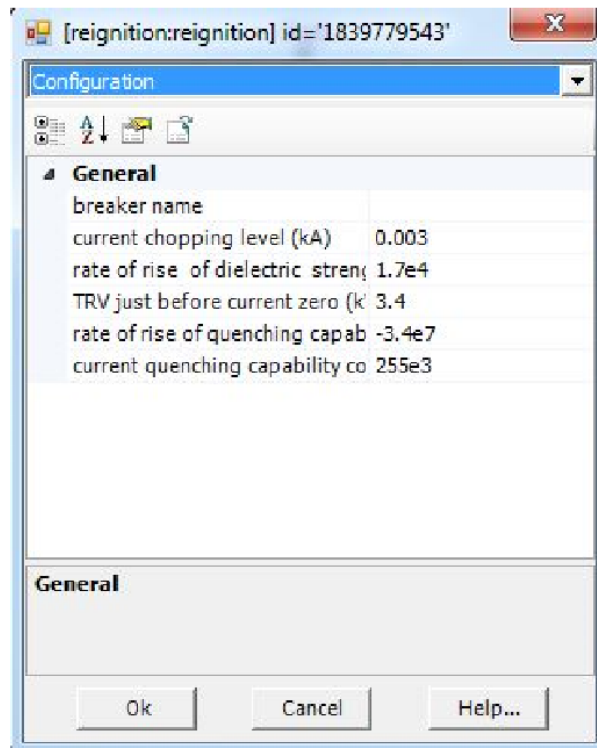 [reignition:reignition] id='1839779543'
Configuration
General
breaker name
current chopping level (kA) 0.003
rate of rise of dielectric streng 1.7e4
TRV just before current zero (k 3.4
rate of rise of quenching capab -3.4e7
current quenching capability co 255e3
General
Ok Cancel Help...